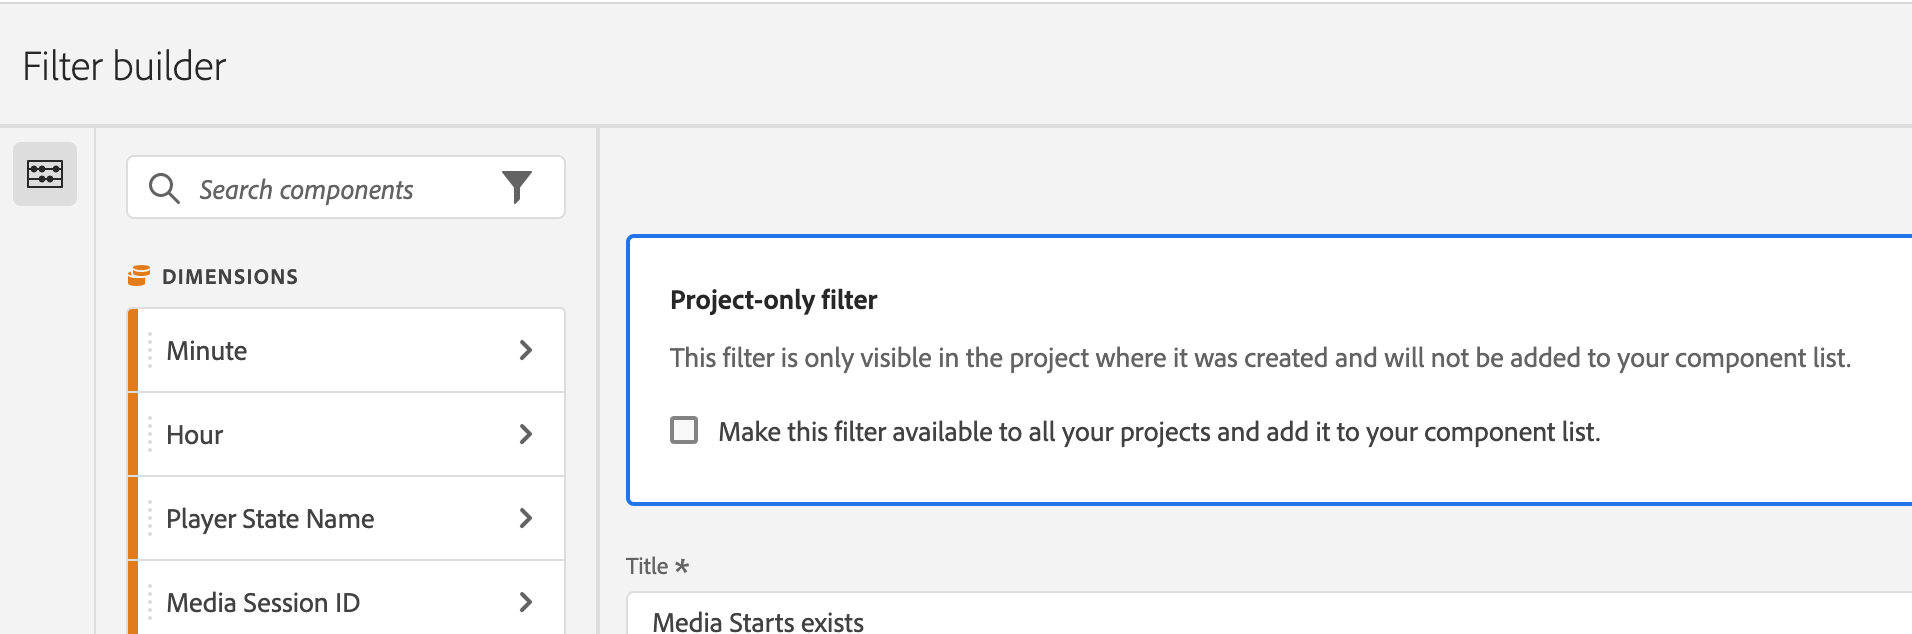 Filter builder
Search components
DIMENSIONS
Minute
Hour
Player State Name
Media Session ID
Project-only filter
This filter is only visible in the project where it was created and will not be added to your component list.
Make this filter available to all your projects and add it to your component list.
Title *
Media Starts exists